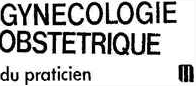 GYNECOLOGIE
OBSTETRIQUE
du praticien